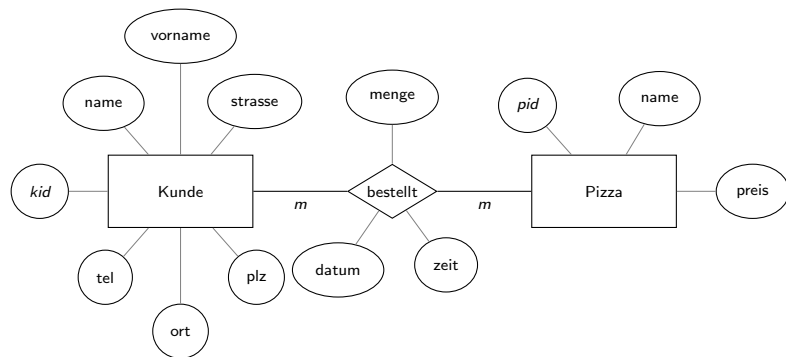 vorname
name
strasse
menge
pid
name
kid
Kunde
m
bestellt
m
Pizza
preis
tel
ort
plz
datum
zeit